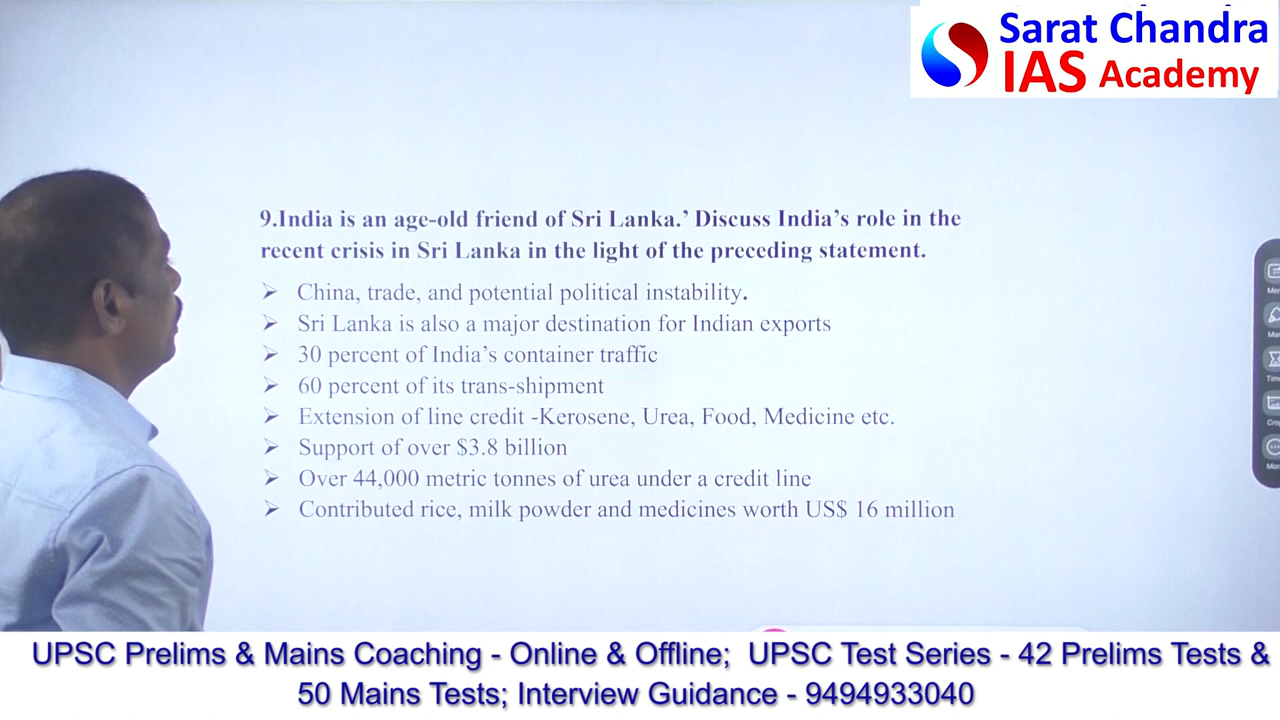 Sarat Chandra
IAS Academy
9.India is an age-old friend of Sri Lanka.’ Discuss India’s role in the
recent crisis in Sri Lanka in the light of the preceding statement.
China, trade, and potential political instability.
Sri Lanka is also a major destination for Indian exports
30 percent of India’s container traffic
60 percent of its trans-shipment
Extension of line credit -Kerosene, Urea, Food, Medicine etc.
Support of over $3.8 billion
Over 44,000 metric tonnes of urea under a credit line
Contributed rice, milk powder and medicines worth US$ 16 million
UPSC Prelims & Mains Coaching - Online & Offline; UPSC Test Series - 42 Prelims Tests &
50 Mains Tests; Interview Guidance - 9494933040